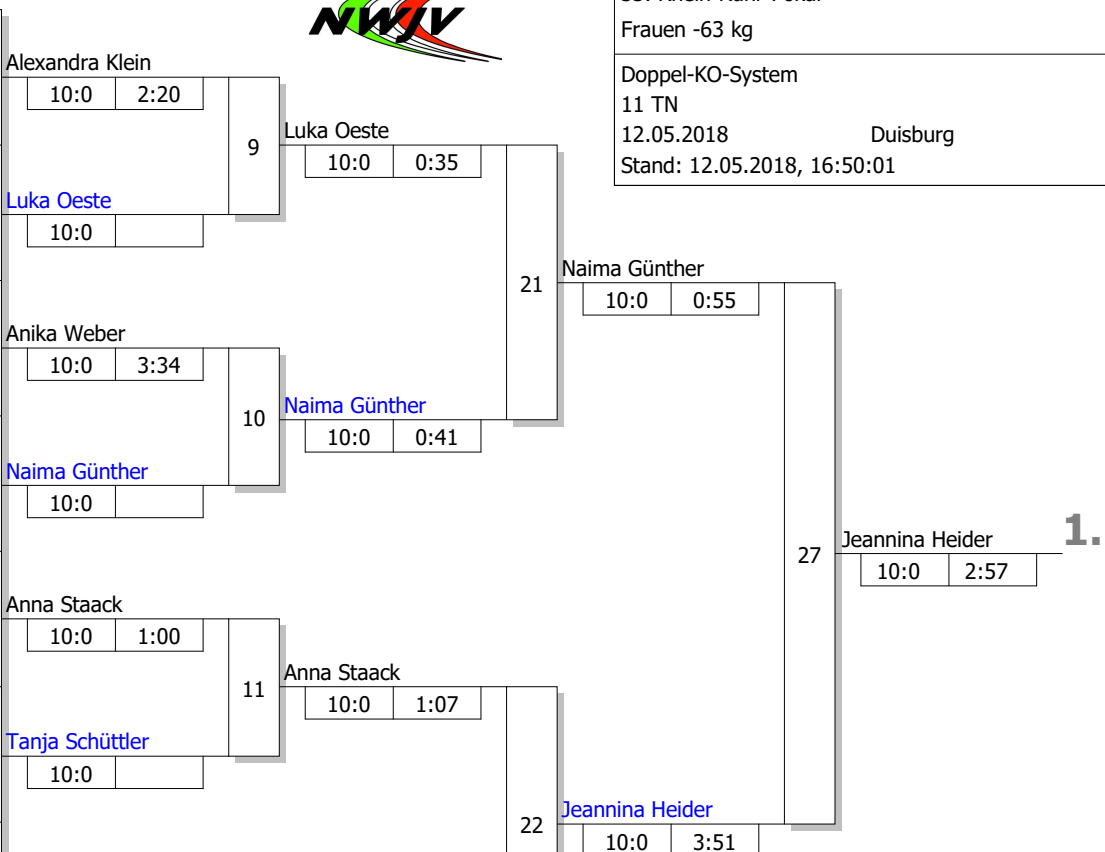 NWJV
Frauen -63 kg
Doppel-KO-System
11 TN
12.05.2018 Duisburg
Stand: 12.05.2018, 16:50:01
Alexandra Klein
10:0 2:20
9
Luka Oeste
10:0 0:35
Luka Oeste
10:0
21
Naima Günther
10:0 0:55
Anika Weber
10:0 3:34
10
Naima Günther
10:0 0:41
Naima Günther
10:0
27
Jeannina Heider
1.
10:0 2:57
Anna Staack
10:0 1:00
11
Anna Staack
10:0 1:07
Tanja Schüttler
10:0
22
Jeannina Heider
10:0 3:51